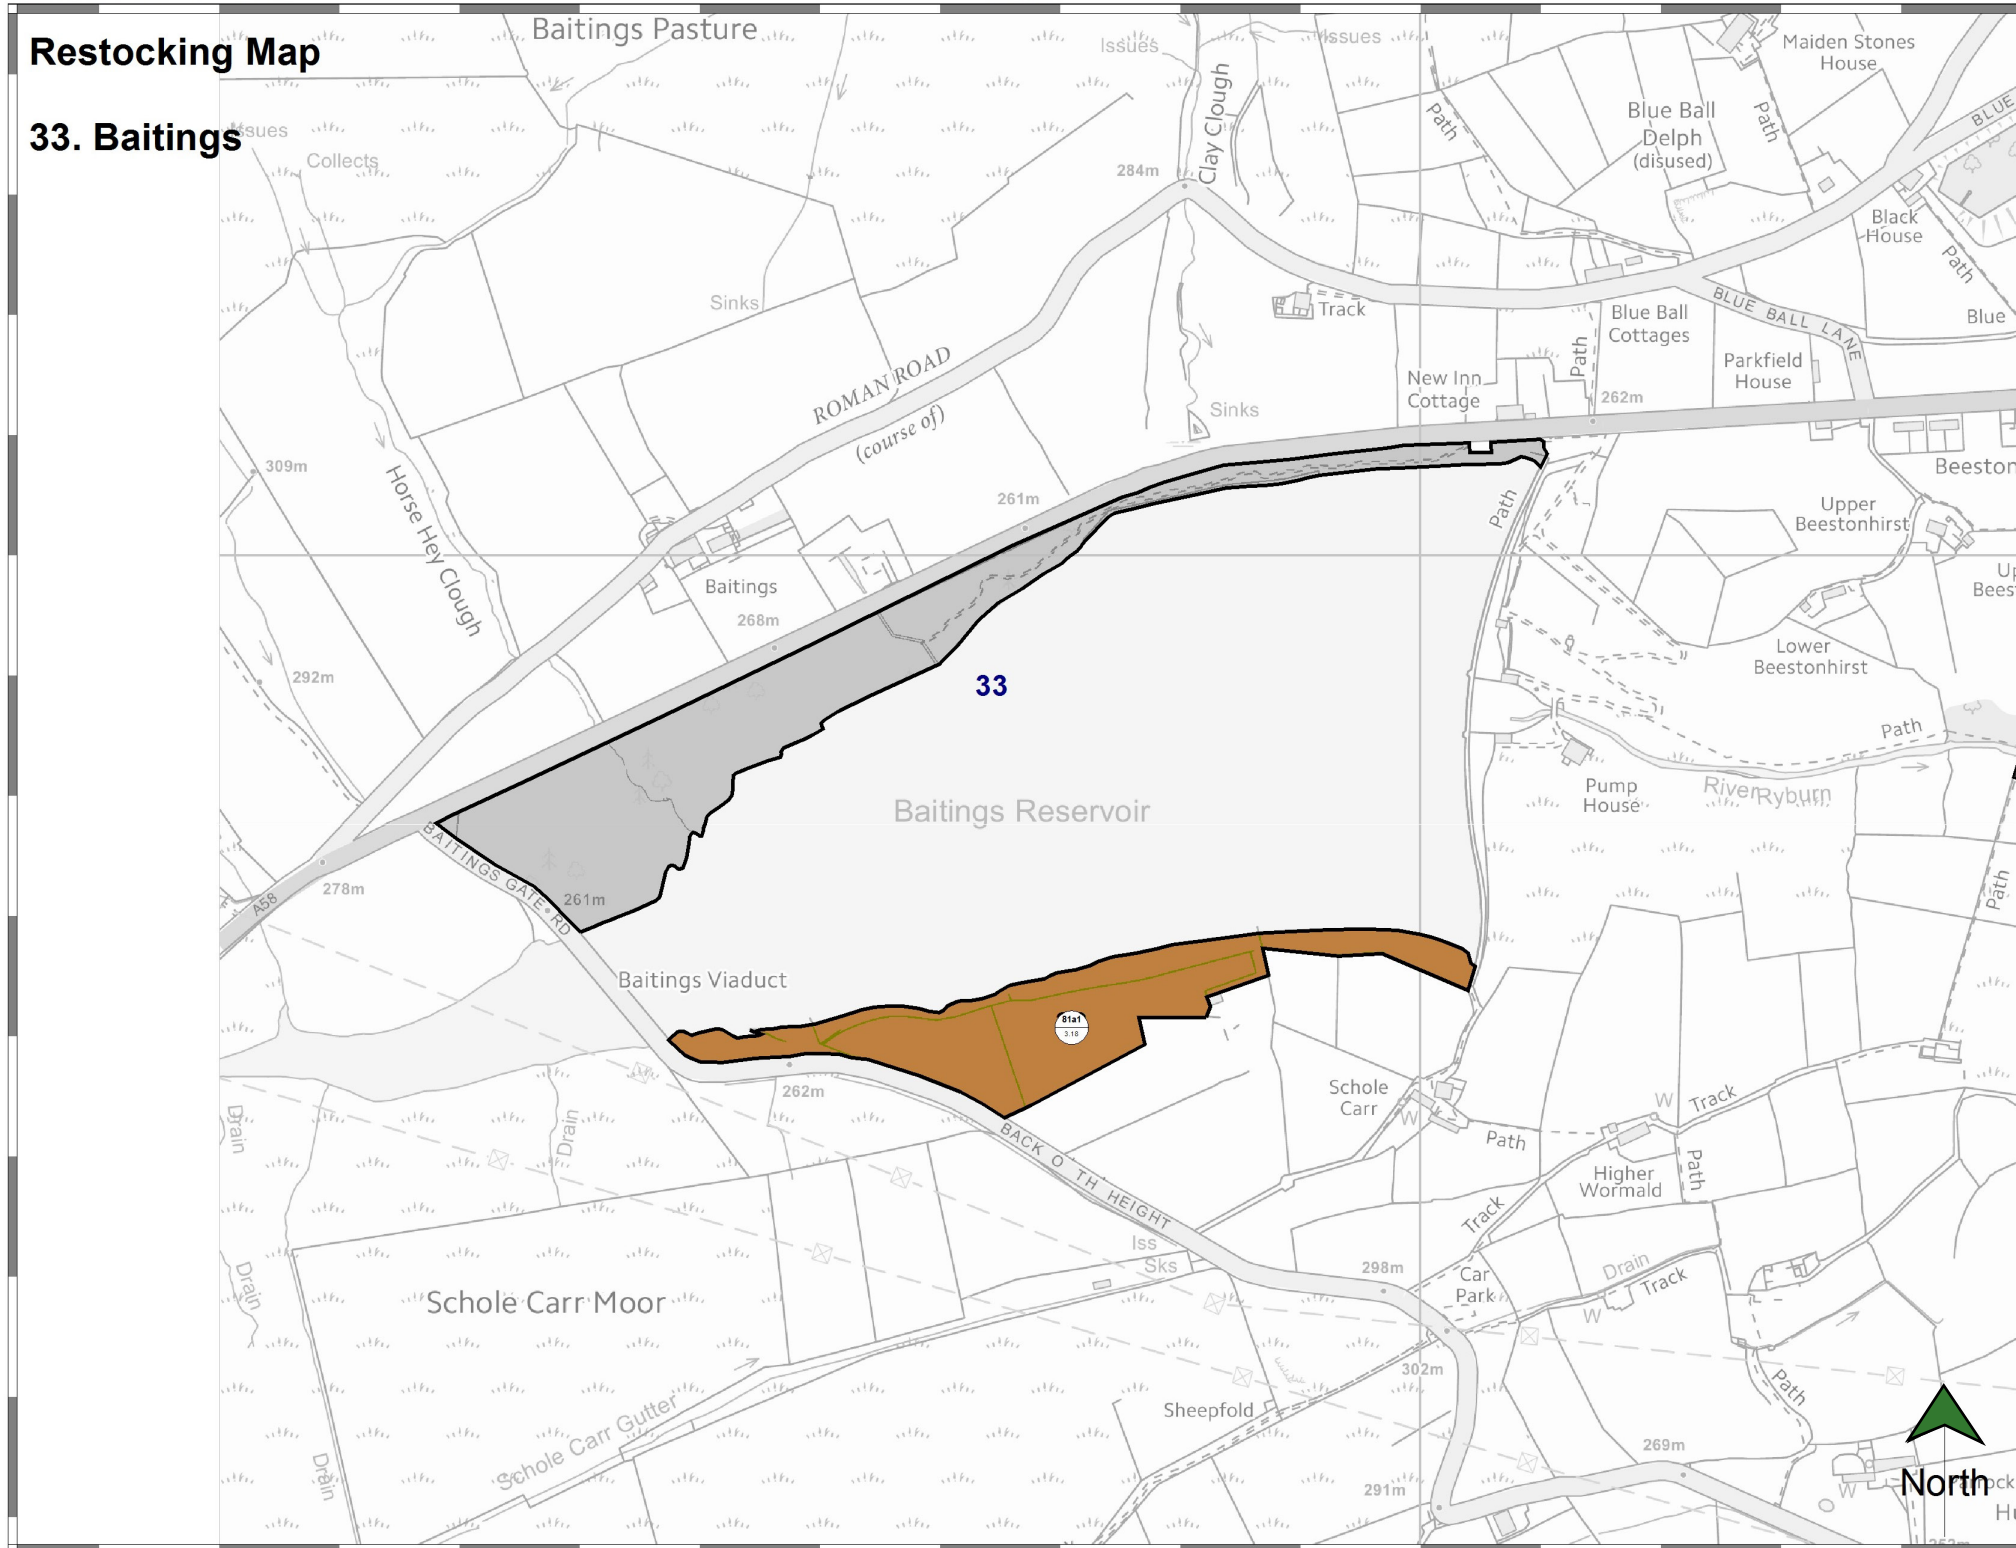 Restocking Map
33. Baitings
Baitings Pasture
Issues
Issues
Maiden Stones
House
Issues
Collects
Clay Clough
Path
Blue Ball
Delph
(disused)
Path
BLUE
284m
Black
House
Path
Sinks
Track
BLUE BALL LANE
Blue
Blue Ball
Cottages
Path
Parkfield
House
ROMAN ROAD
(course of)
New Inn
Cottage
262m
Sinks
309m
Horse Hey Clough
261m
Path
Beeston
Upper
Beestonhirst
Baitings
268m
Lower
Beestonhirst
292m
33
Path
Pump
House
River Ryburn
Baitings Reservoir
BAITINGS GATE RD
278m
A58
261m
Path
Baitings Viaduct
81a1
3.18
262m
Schole
Carr
W
W
Track
Path
Drain
Drain
BACK O TH HEIGHT
Higher
Wormald
Path
Track
Iss
Sks
298m
Car
Park
Drain
Track
W
Drain
Schole Carr Moor
302m
Path
Schole Carr Gutter
Sheepfold
269m
Drain
291m
W
North